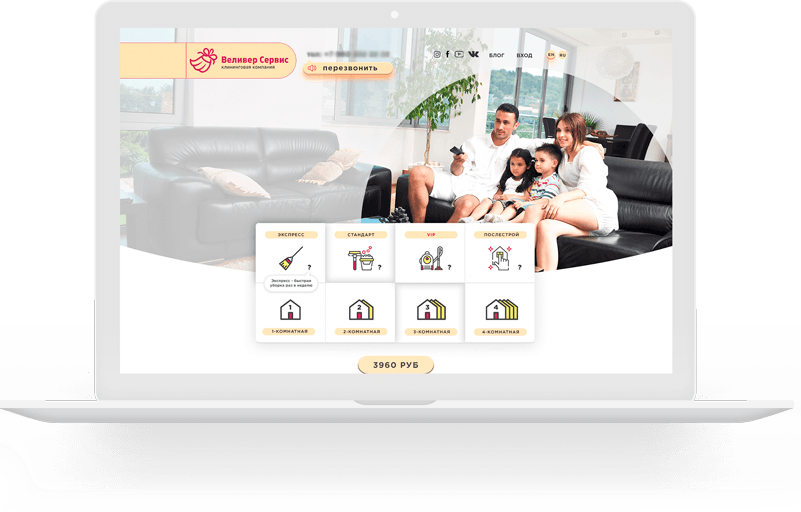 Веливер Сервис
клининговая компания
перезвонить
БЛОГ
ВХОД
EN
RU
ЭКСПРЕСС
СТАНДАРТ
VIP
ПОСЛЕСТРОЙ
?
?
?
?
Экспресс - быстрая
уборка раз в неделю
1
2
3
4
1-КОМНАТНАЯ
2-КОМНАТНАЯ
3-КОМНАТНАЯ
4-КОМНАТНАЯ
3960 РУБ